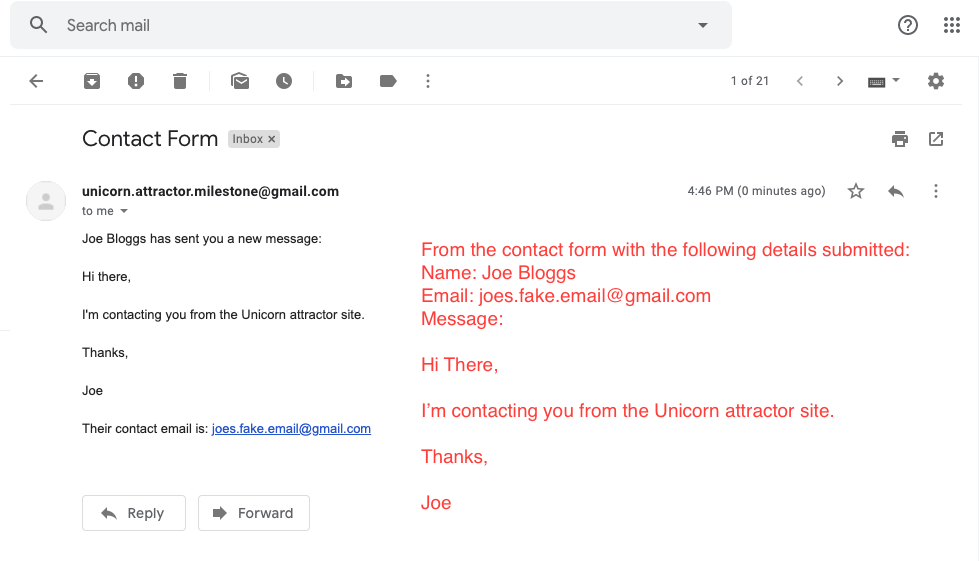 Search mail
1 of 21
Contact Form
Inbox ×
unicorn.attractor.milestone@gmail.com
4:46 PM (0 minutes ago)
to me
Joe Bloggs has sent you a new message:
Hi there,
I'm contacting you from the Unicorn attractor site.
Thanks,
Joe
Their contact email is: joes.fake.email@gmail.com
Reply
Forward
From the contact form with the following details submitted:
Name: Joe Bloggs
Email: joes.fake.email@gmail.com
Message:
Hi There,
I’m contacting you from the Unicorn attractor site.
Thanks,
Joe